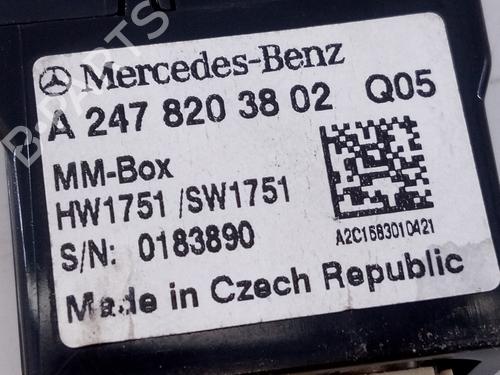 Mercedes-Benz
A 247 820 38 02 Q05
MM-Box
HW1751 /SW1751
S/N: 0183890
A2C1583010421
Made in Czech Republic